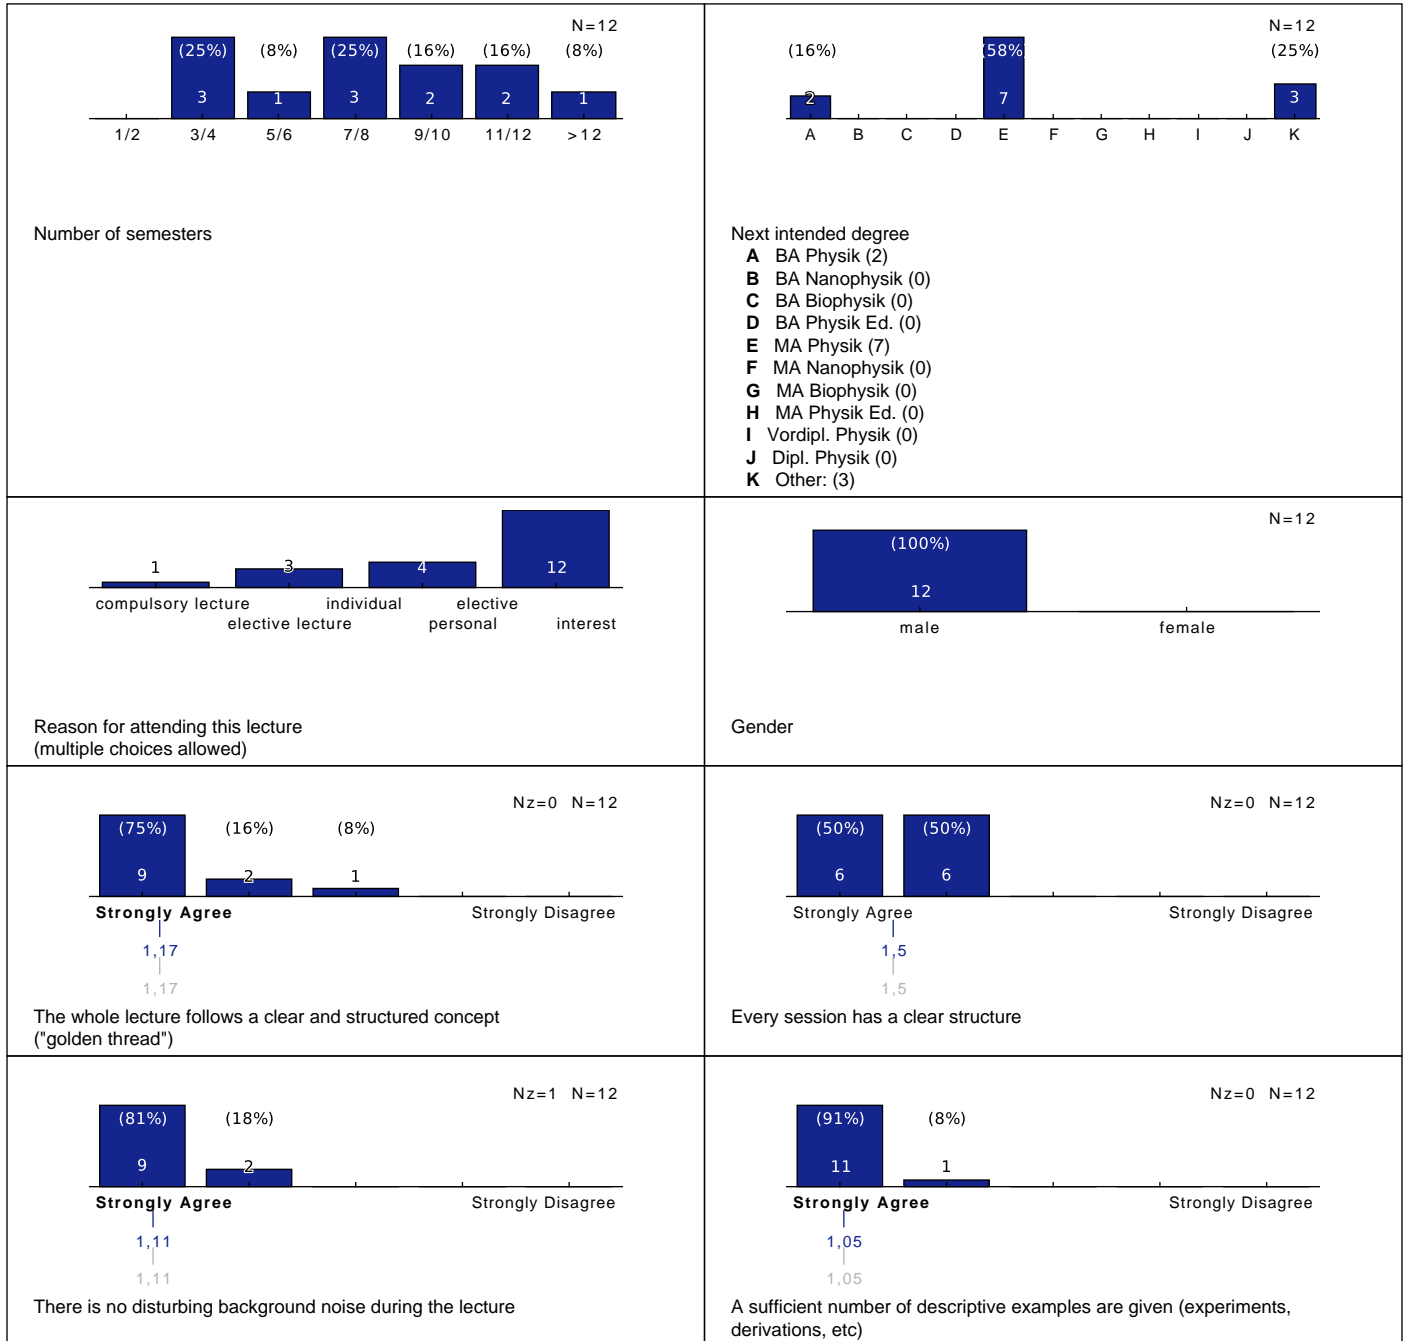 N=12
(25%) (8%) (25%) (16%) (16%) (8%)
3 1 3 2 2 1
1/2 3/4 5/6 7/8 9/10 11/12 >12
Number of semesters
N=12
(16%) (58%) (25%)
2 7 3
A B C D E F G H I J K
Next intended degree
A BA Physik (2)
B BA Nanophysik (0)
C BA Biophysik (0)
D BA Physik Ed. (0)
E MA Physik (7)
F MA Nanophysik (0)
G MA Biophysik (0)
H MA Physik Ed. (0)
I Vordipl. Physik (0)
J Dipl. Physik (0)
K Other: (3)
1 3 4 12
compulsory lecture individual elective
elective lecture personal interest
Reason for attending this lecture
(multiple choices allowed)
N=12
(100%)
12
male female
Gender
Nz=0 N=12
(75%) (16%) (8%)
9 2 1
Strongly Agree Strongly Disagree
1,17
1,17
The whole lecture follows a clear and structured concept
("golden thread")
Nz=0 N=12
(50%) (50%)
6 6
Strongly Agree Strongly Disagree
1,5
1,5
Every session has a clear structure
Nz=1 N=12
(81%) (18%)
9 2
Strongly Agree Strongly Disagree
1,11
1,11
There is no disturbing background noise during the lecture
Nz=0 N=12
(91%) (8%)
11 1
Strongly Agree Strongly Disagree
1,05
1,05
A sufficient number of descriptive examples are given (experiments,
derivations, etc)